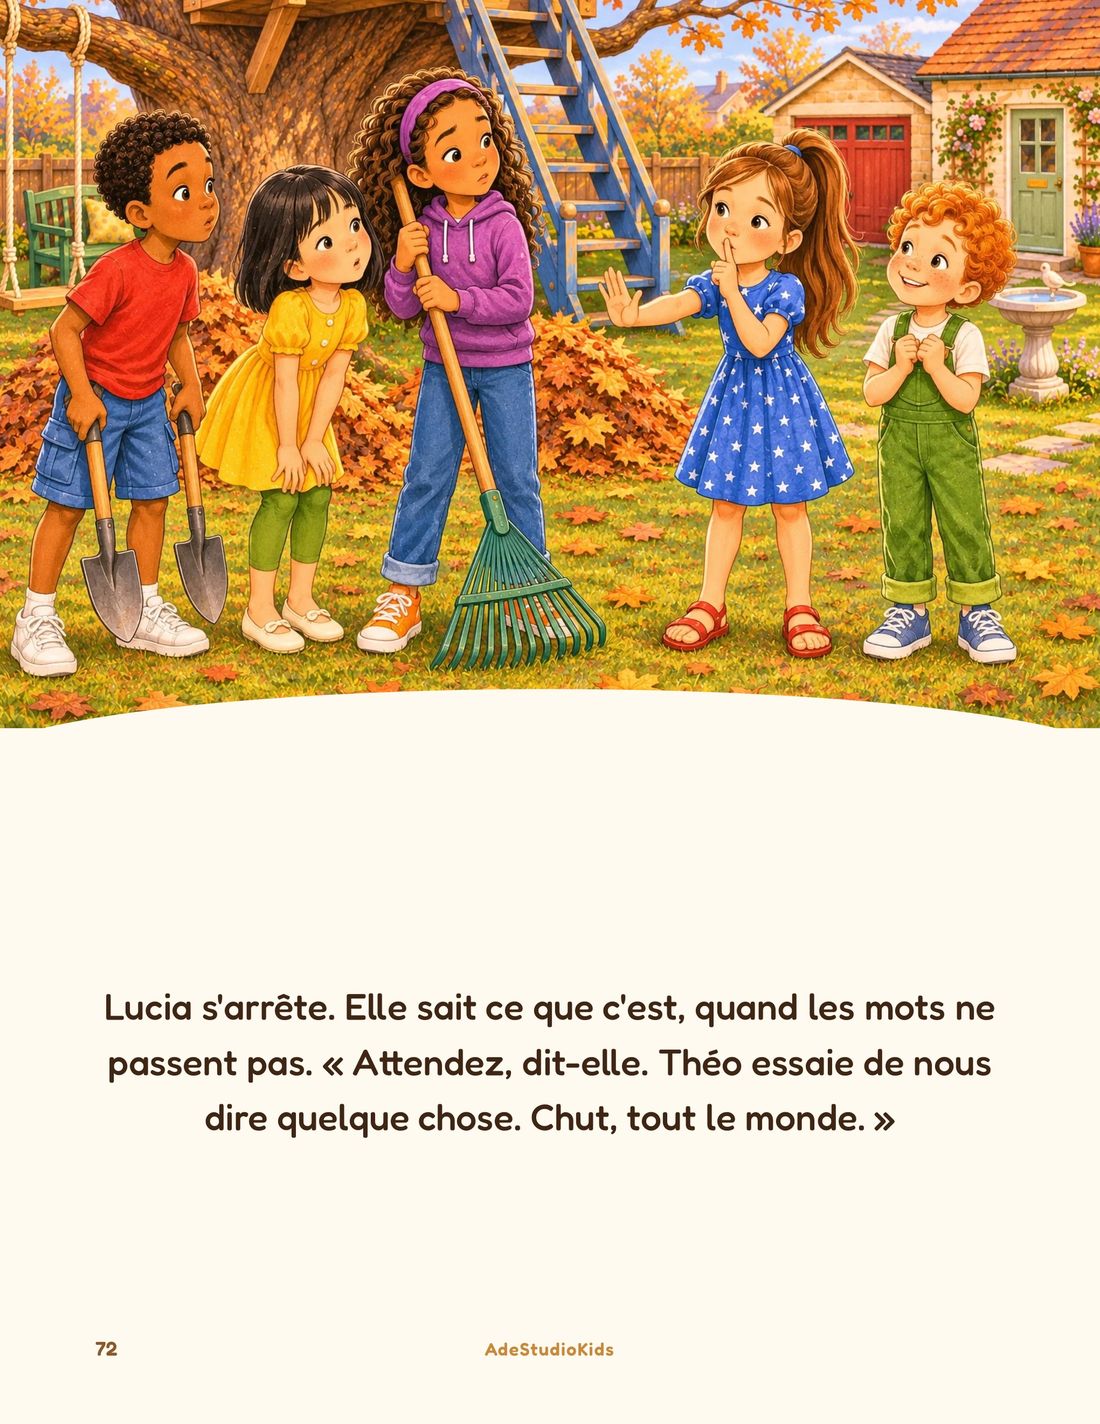 Lucia s'arrête. Elle sait ce que c'est, quand les mots ne
passent pas. « Attendez, dit-elle. Théo essaie de nous
dire quelque chose. Chut, tout le monde. »
72
AdeStudioKids